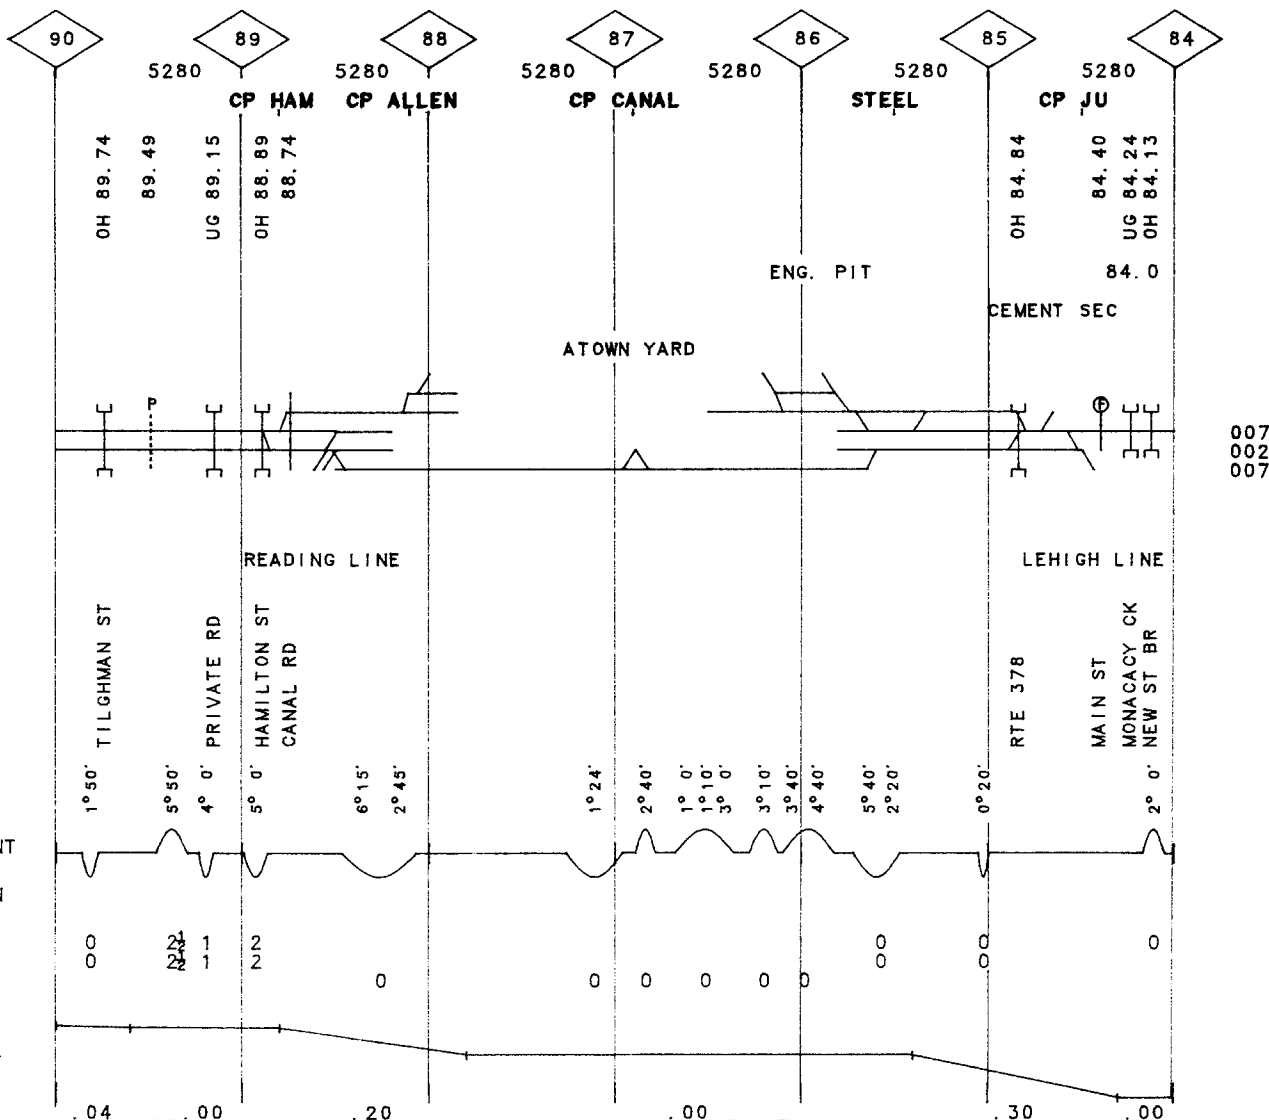 90 89 88 87 86 85 84
5280 5280 5280 5280 5280 5280
CP HAM CP ALLEN CP CANAL STEEL CP JU
OH 89.74
89.49
UG 89.15
OH 88.89
88.74
OH 84.84
84.40
UG 84.24
OH 84.13
ENG. PIT 84.0
CEMENT SEC
ATOWN YARD
P F
007
002
007
READING LINE LEHIGH LINE
TILGHMAN ST
PRIVATE RD
HAMILTON ST
CANAL RD
RTE 378
MAIN ST
MONACACY CK
NEW ST BR
1°50'
5°50'
4° 0'
5° 0'
6°15'
2°45'
1°24'
2°40'
1° 0'
1°10'
3° 0'
3°10'
3°40'
4°40'
5°40'
2°20'
0°20'
2° 0'
NT
N
0 2½ 1 2 0 0 0
0 2½ 1 2 0 0
0 0 0 0 0 0
.04 .00 .20 .00 .30 .00